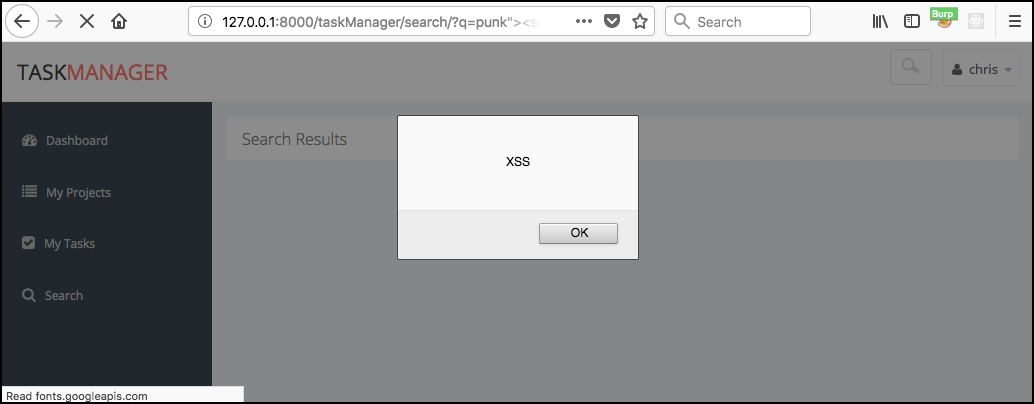 127.0.0.1:8000/taskManager/search/?q=punk"><s
Search
Burp
TASKMANAGER
chris
Dashboard
Search Results
XSS
My Projects
OK
My Tasks
Search
Read fonts.googleapis.com